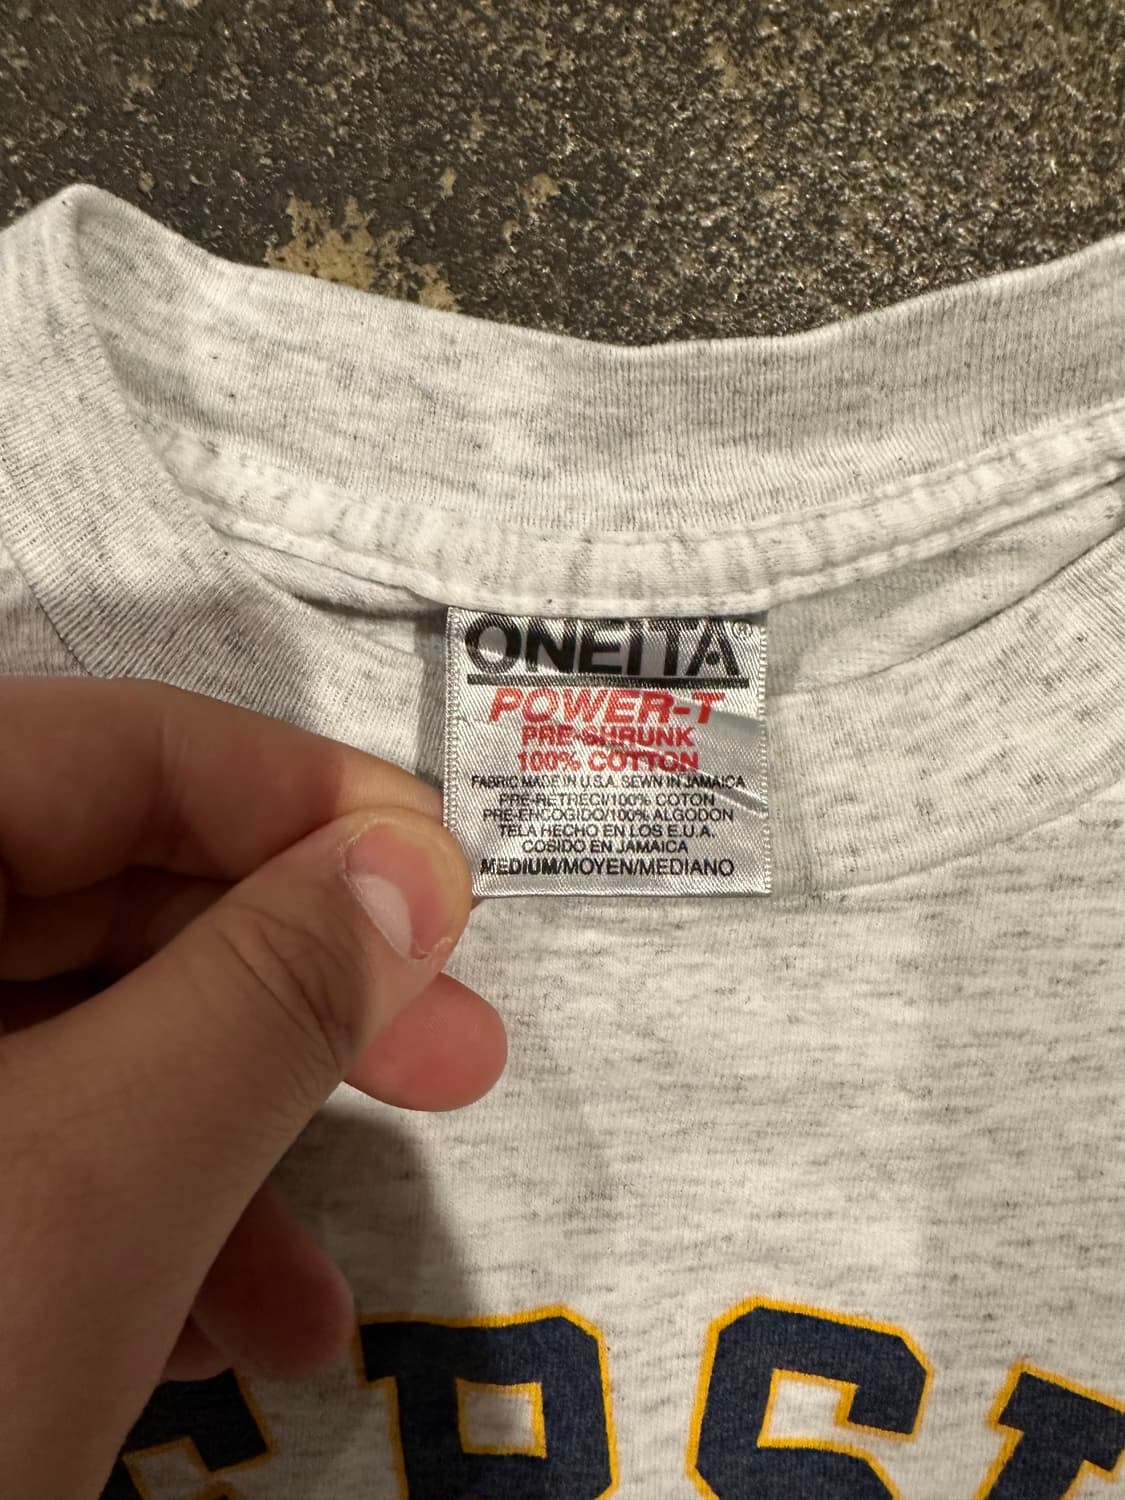 ONEITA®
POWER-T
PRE-SHRUNK
100% COTTON
FABRIC MADE IN U.S.A. SEWN IN JAMAICA
PRE-RETRECI/100% COTON
PRE-ENCOGIDO/100% ALGODON
TELA HECHO EN LOS E.U.A.
COSIDO EN JAMAICA
MEDIUM/MOYEN/MEDIANO